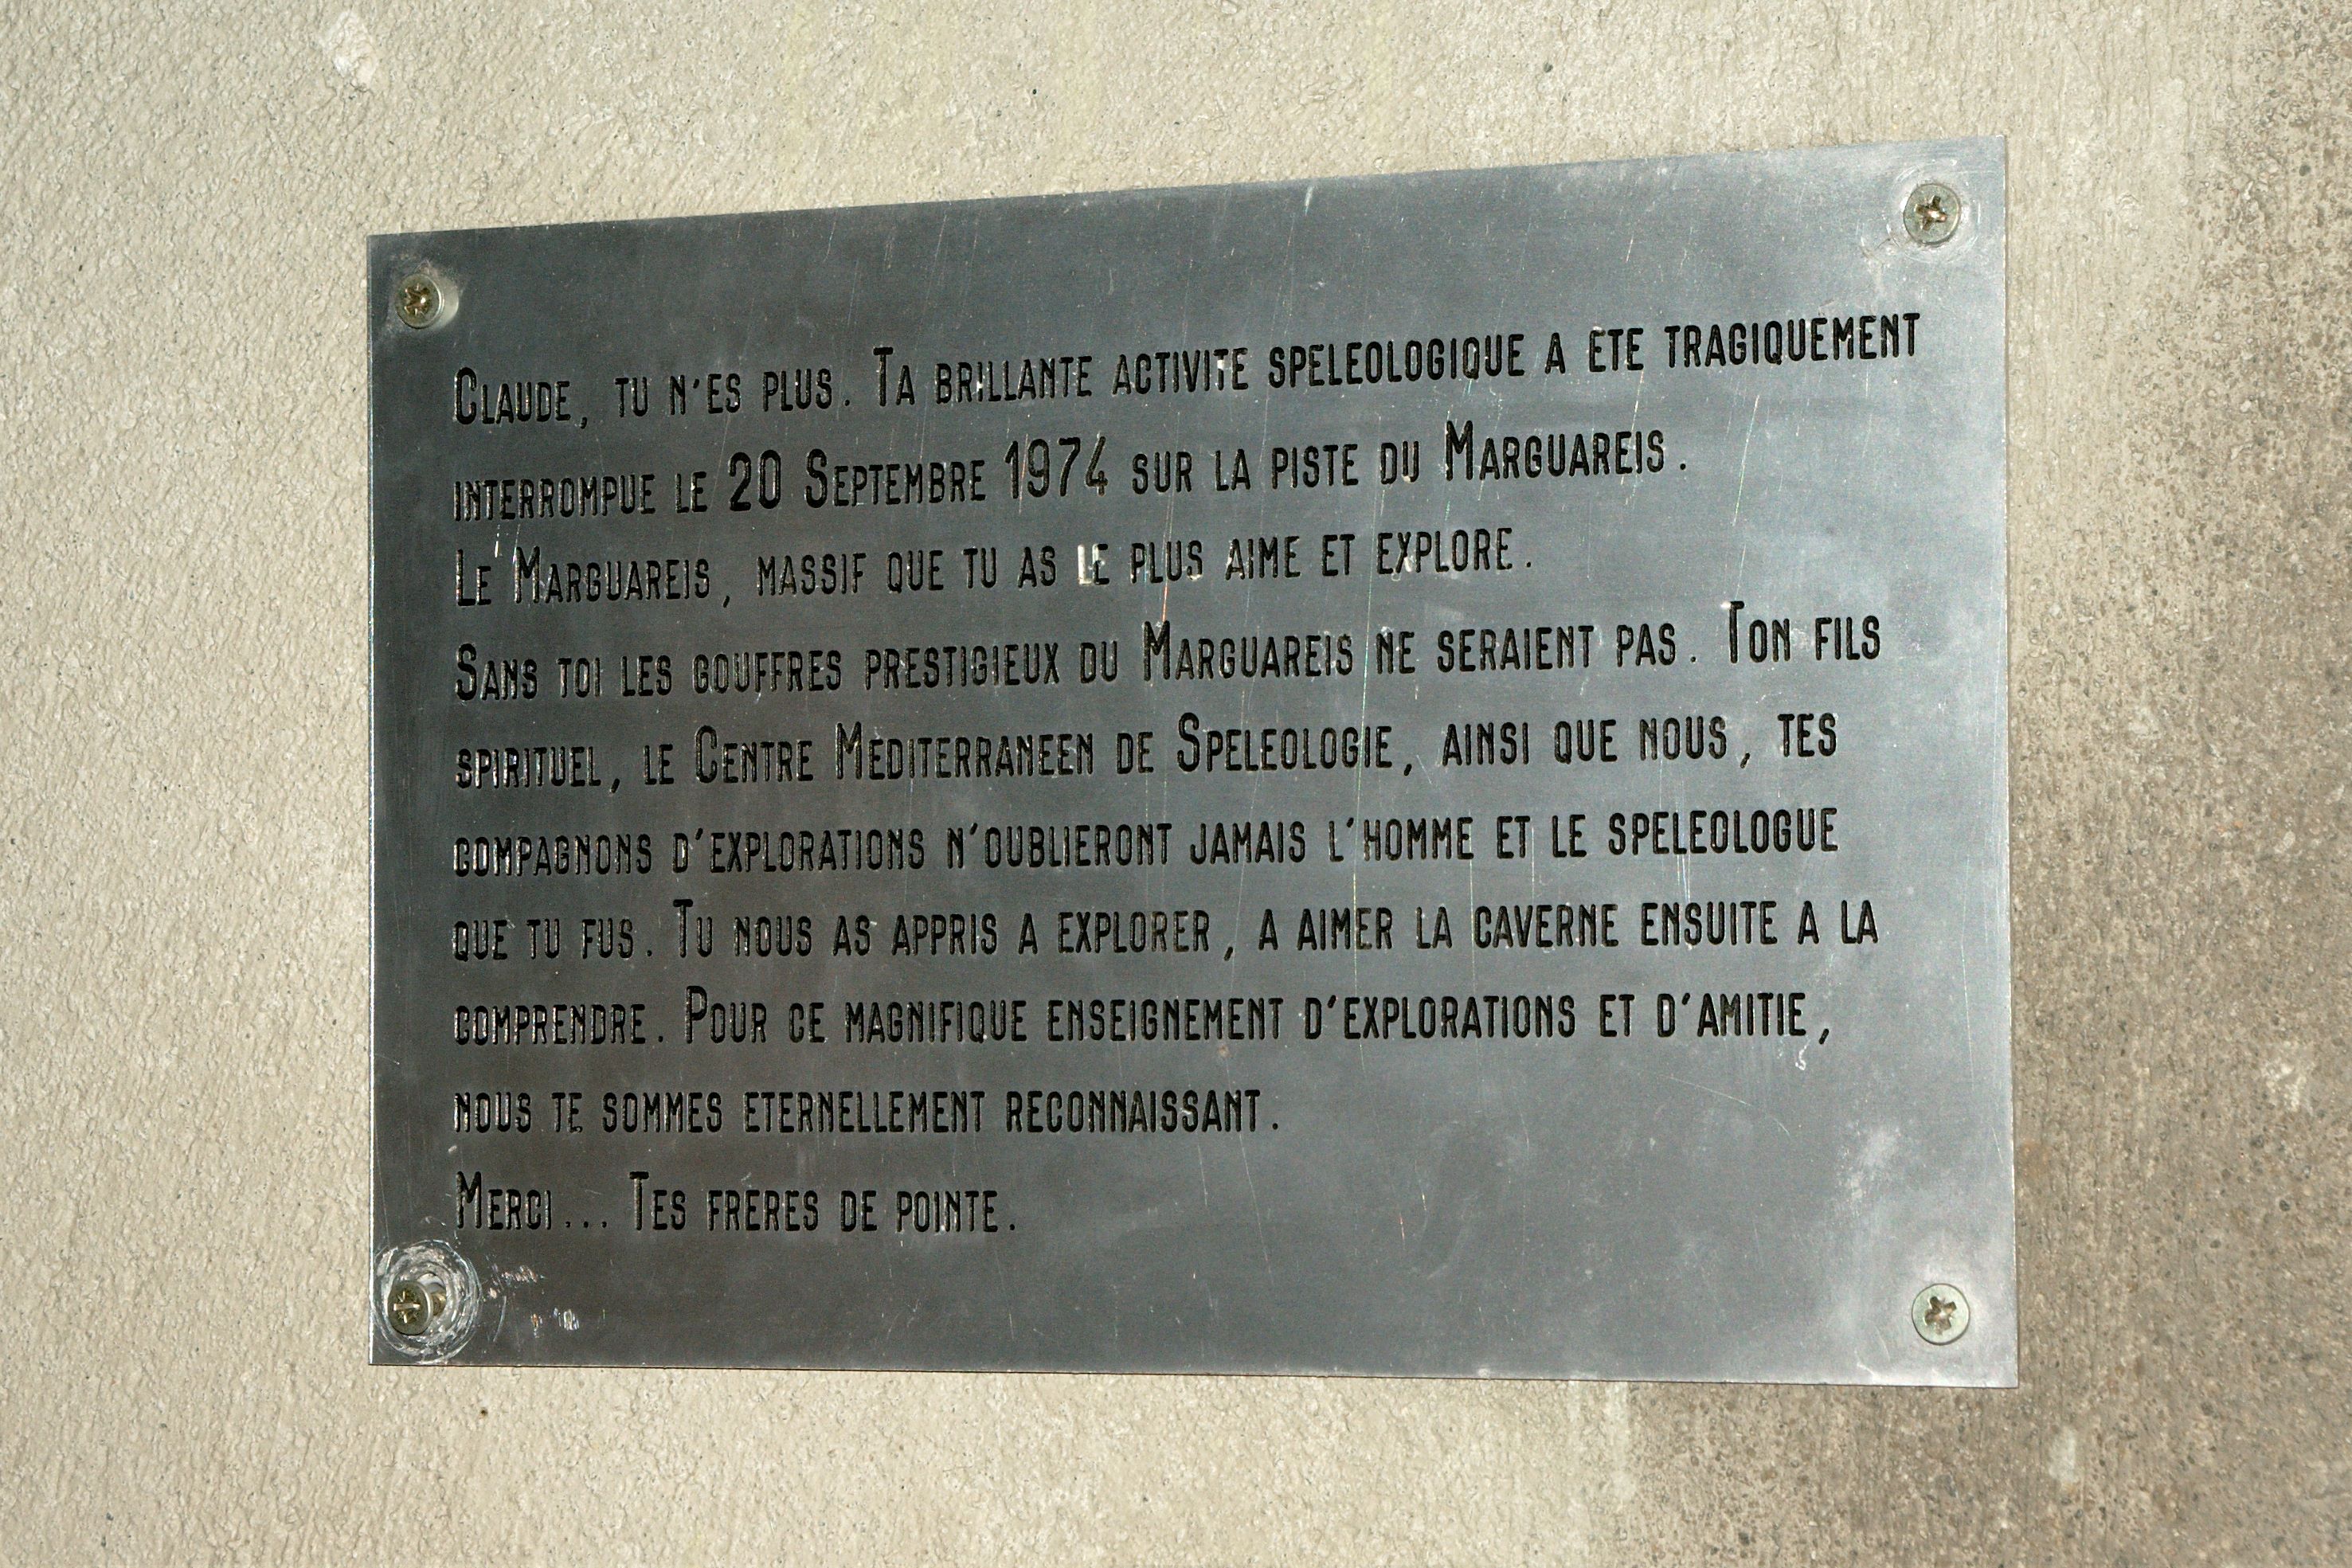 Claude, tu n'es plus. Ta brillante activite speleologique a ete tragiquement
interrompue le 20 Septembre 1974 sur la piste du Marguareis.
Le Marguareis, massif que tu as le plus aime et explore.
Sans toi les gouffres prestigieux du Marguareis ne seraient pas. Ton fils
spirituel, le Centre Mediterraneen de Speleologie, ainsi que nous, tes
compagnons d'explorations n'oublieront jamais l'homme et le speleologue
que tu fus. Tu nous as appris a explorer, a aimer la caverne ensuite a la
comprendre. Pour ce magnifique enseignement d'explorations et d'amitie,
nous te sommes eternellement reconnaissant.
Merci... Tes freres de pointe.